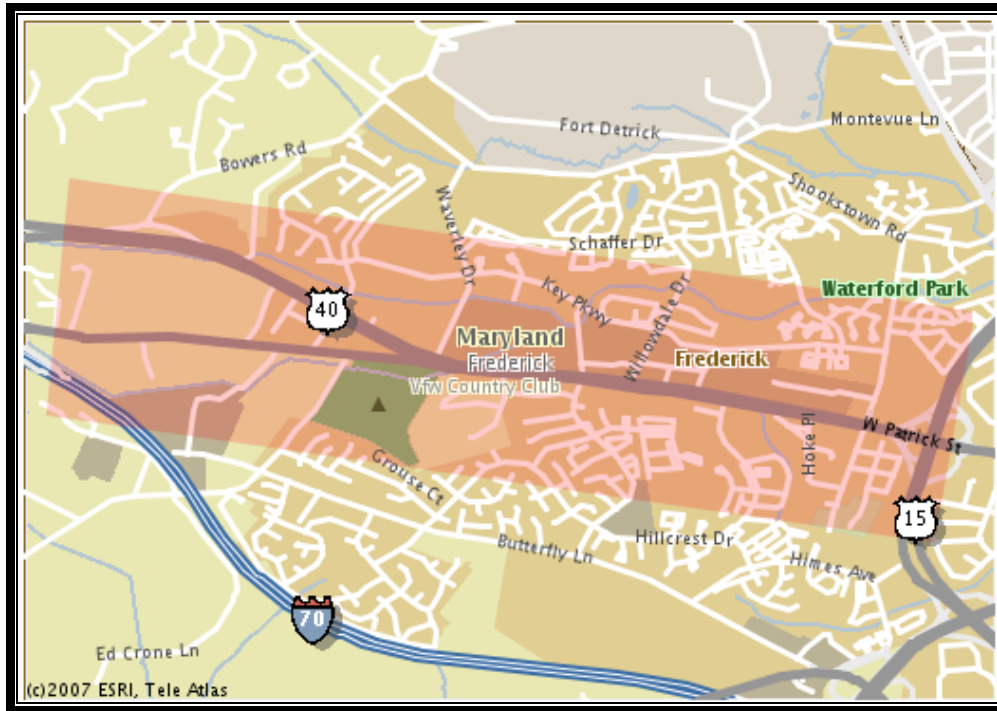 Fort Detrick
Montevue Ln
Bowers Rd
Shookstown Rd
Waverley Dr
Schaffer Dr
Key Pkwy
Waterford Park
Willowdale Dr
40
Maryland
Frederick
Frederick
Vfw Country Club
Hoke Pl
W Patrick St
Grouse Ct
15
Butterfly Ln
Hillcrest Dr
Himes Ave
70
Ed Crone Ln
(c)2007 ESRI, Tele Atlas